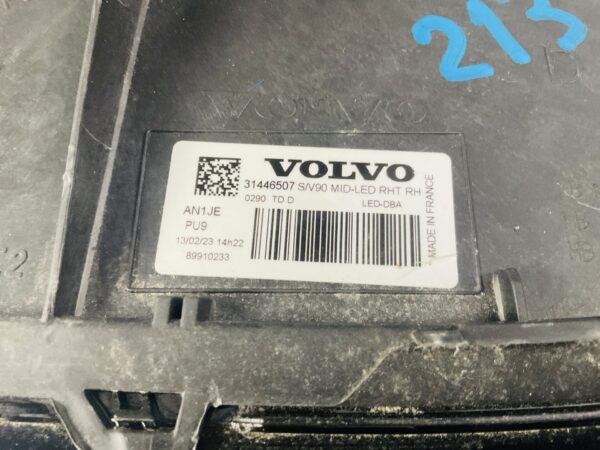 213
VOLVO
VOLVO
31446507 S/V90 MID-LED RHT RH
0290 TD D LED-DBA
AN1JE
PU9
13/02/23 14h22
89910233
MADE IN FRANCE